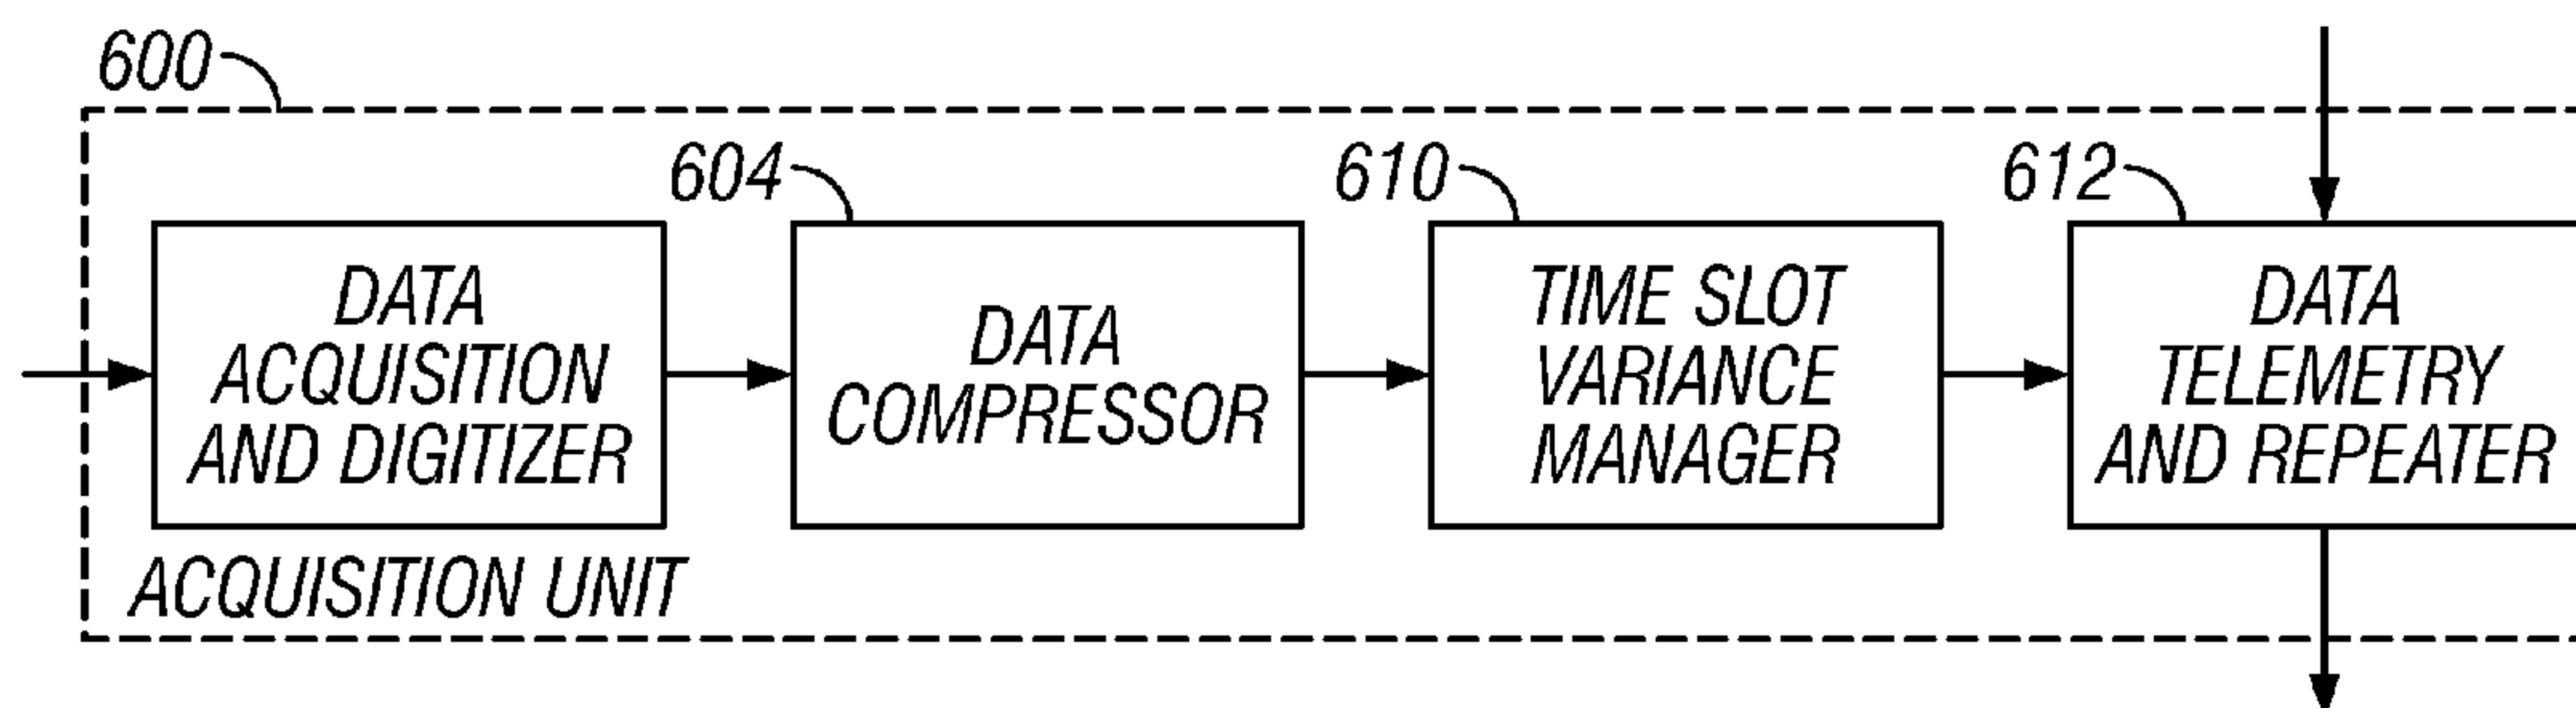 600
604
610
612
DATA
ACQUISITION
AND DIGITIZER
DATA
COMPRESSOR
TIME SLOT
VARIANCE
MANAGER
DATA
TELEMETRY
AND REPEATER
ACQUISITION UNIT